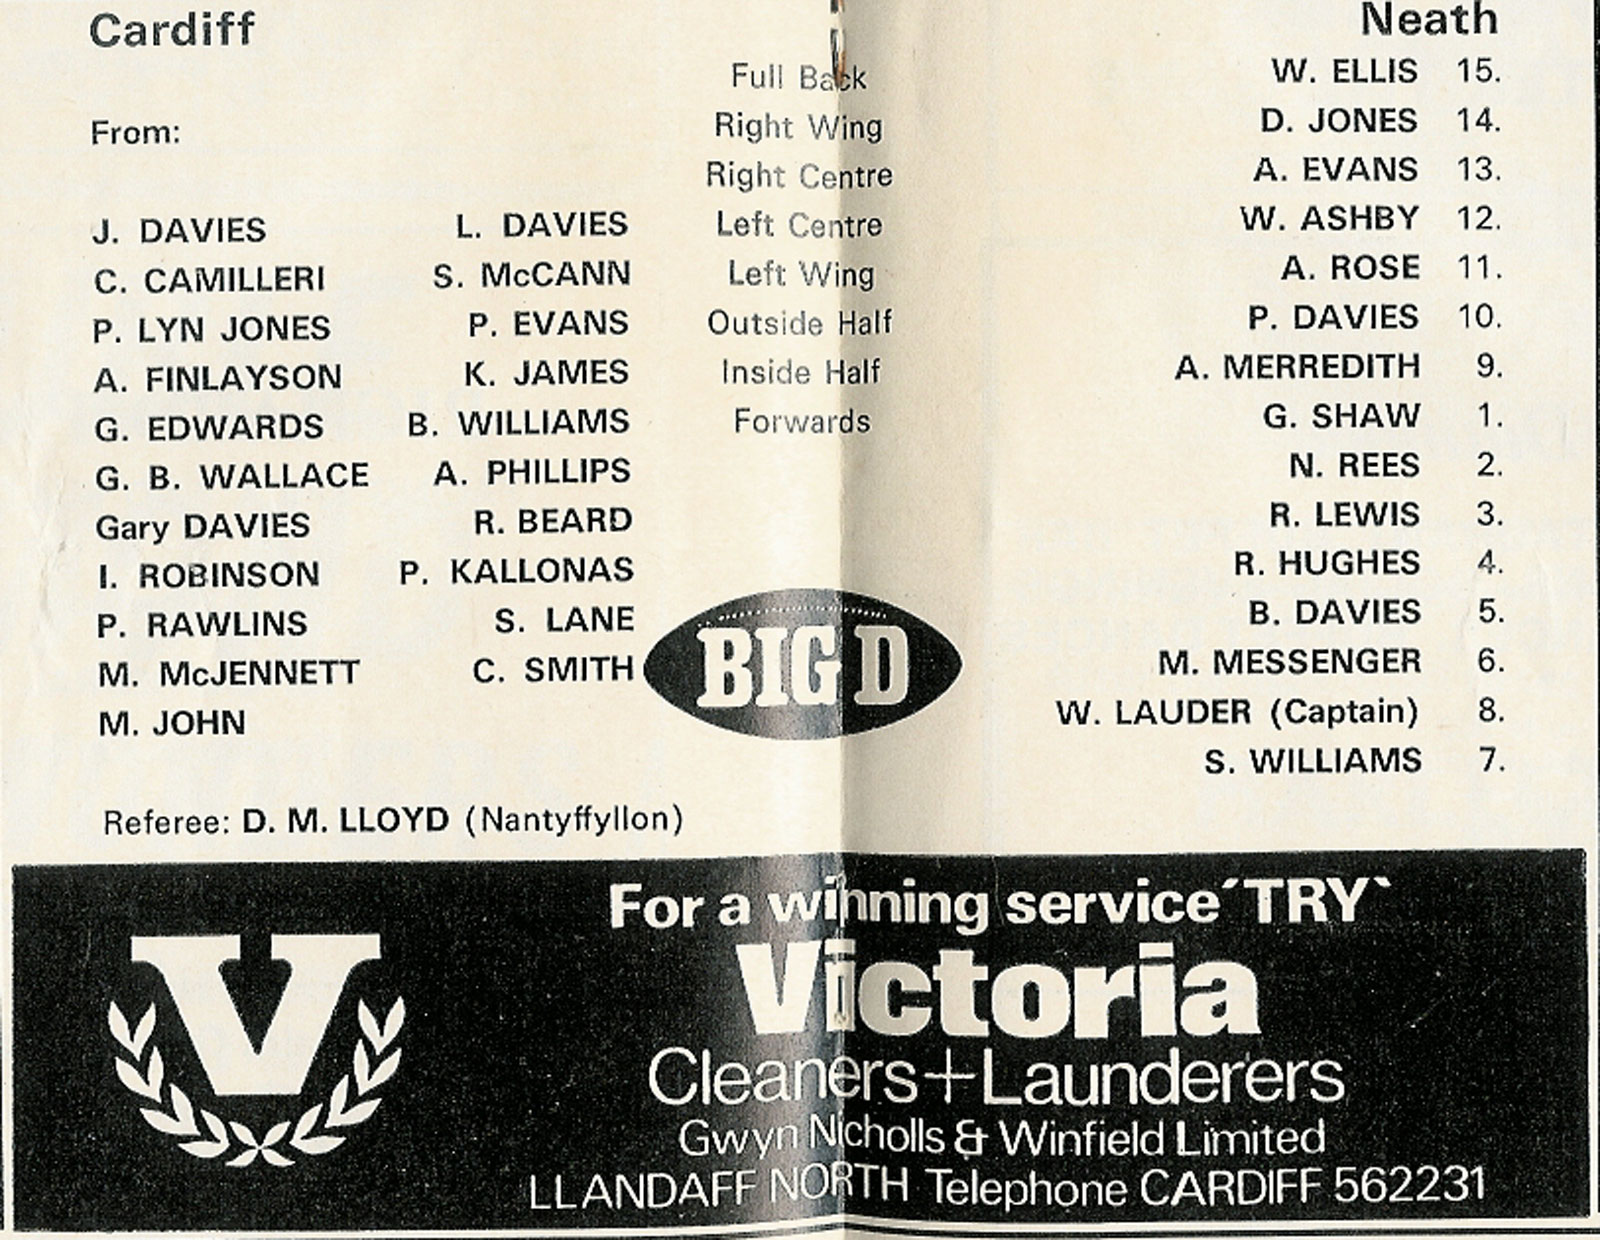 Cardiff
Neath
Full Back
W. ELLIS 15.
From:
Right Wing
D. JONES 14.
Right Centre
A. EVANS 13.
J. DAVIES L. DAVIES
Left Centre
W. ASHBY 12.
C. CAMILLERI S. McCANN
Left Wing
A. ROSE 11.
P. LYN JONES P. EVANS
Outside Half
P. DAVIES 10.
A. FINLAYSON K. JAMES
Inside Half
A. MERREDITH 9.
G. EDWARDS B. WILLIAMS
Forwards
G. SHAW 1.
G. B. WALLACE A. PHILLIPS
N. REES 2.
Gary DAVIES R. BEARD
R. LEWIS 3.
I. ROBINSON P. KALLONAS
R. HUGHES 4.
P. RAWLINS S. LANE
B. DAVIES 5.
M. McJENNETT C. SMITH
BIG D
M. MESSENGER 6.
M. JOHN
W. LAUDER (Captain) 8.
S. WILLIAMS 7.
Referee: D. M. LLOYD (Nantyffyllon)
For a winning service ´TRY`
V
Victoria
Cleaners+Launderers
Gwyn Nicholls & Winfield Limited
LLANDAFF NORTH Telephone CARDIFF 562231